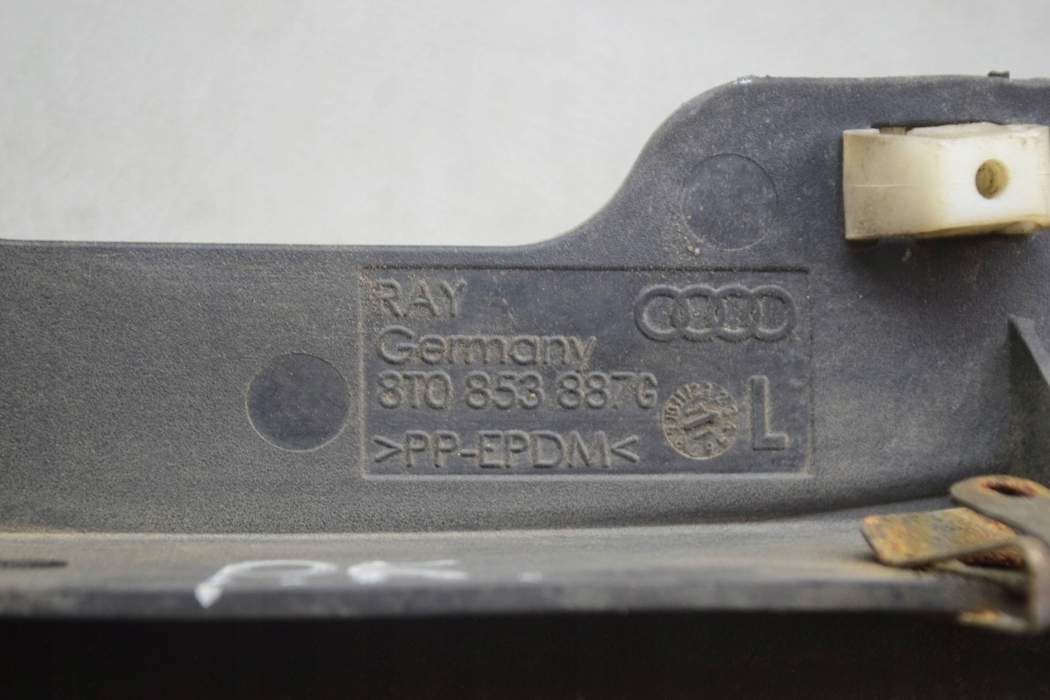 RAY
Germany
8T0 853 887G
L
>PP-EPDM<